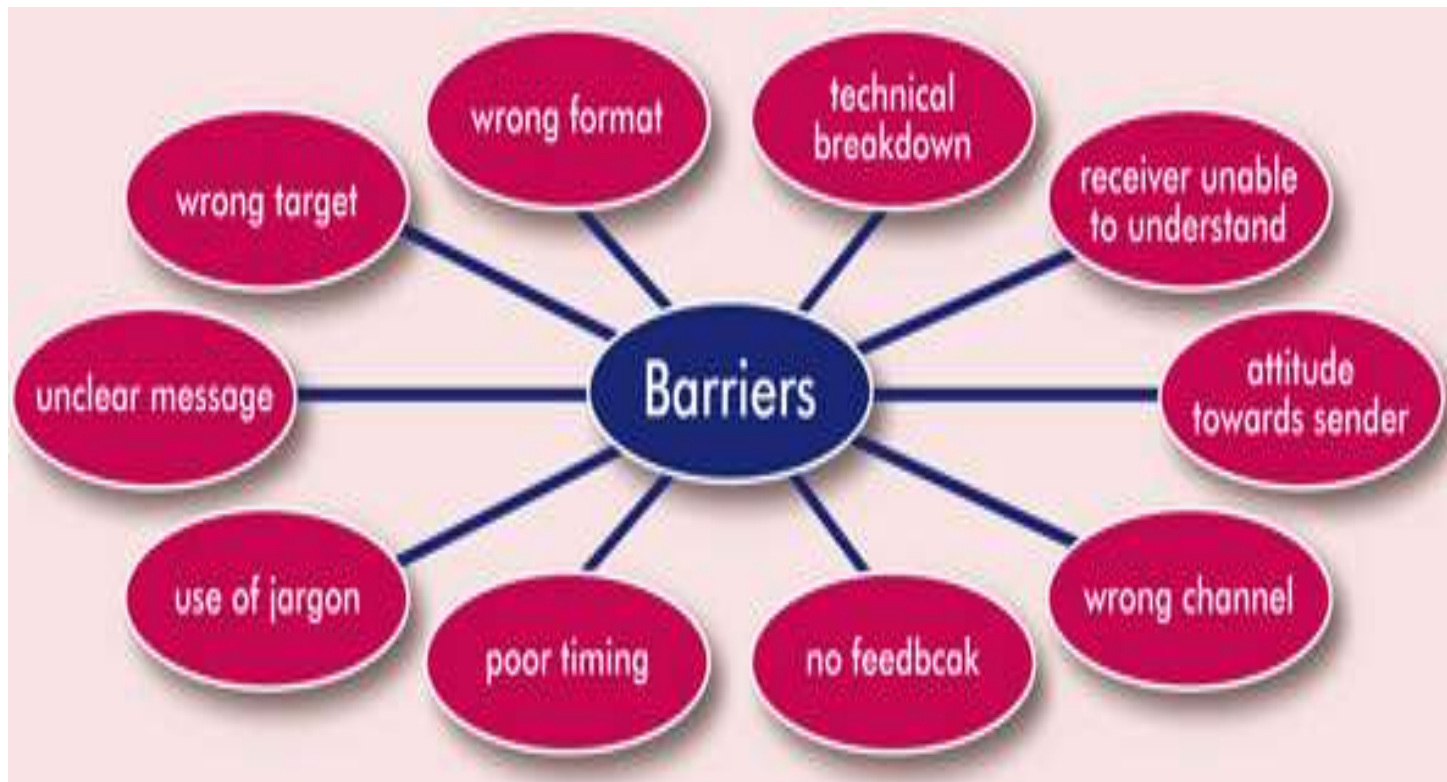 wrong format
technical
breakdown
wrong target
receiver unable
to understand
unclear message
Barriers
attitude
towards sender
use of jargon
wrong channel
poor timing
no feedbcak